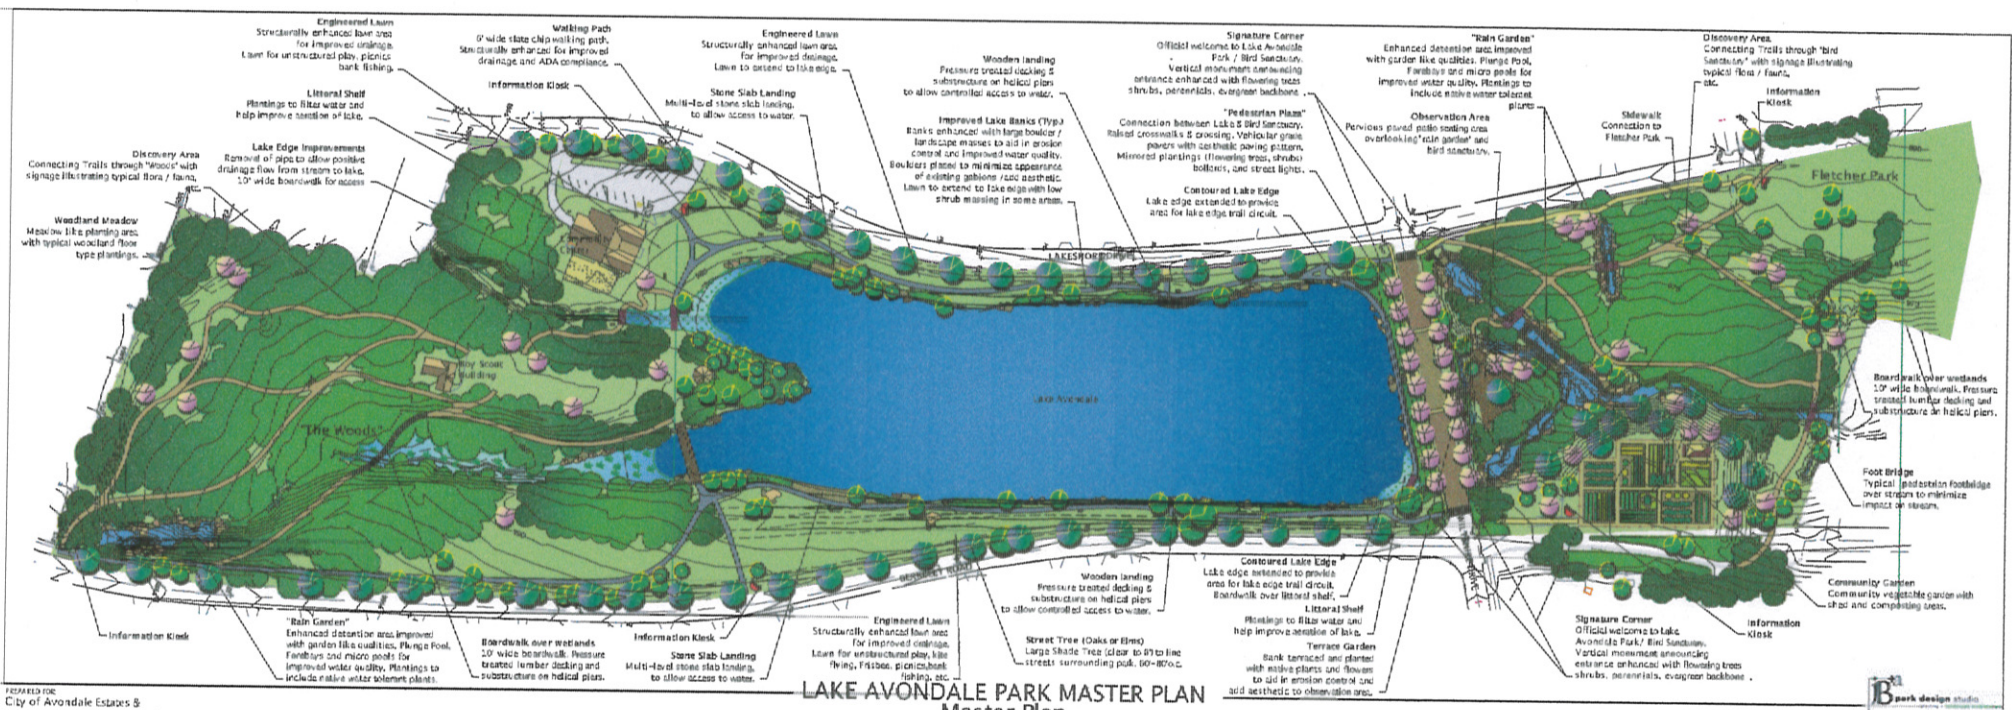 Engineered Lawn
Structurally enhanced lawn area
for improved drainage.
Lawn for unstructured play, picnics
bank fishing.
Walking Path
6' wide slate chip walking path.
Structurally enhanced for improved
drainage and ADA compliance.
Information Kiosk
Littoral Shelf
Plantings to filter water and
help improve aeration of lake.
Lake Edge Improvements
Removal of pipe to allow positive
drainage flow from stream to lake.
10' wide boardwalk for access
Discovery Area
Connecting Trails through "Woods" with
signage illustrating typical flora / fauna,
etc.
Woodland Meadow
Meadow like planting area
with typical woodland floor
type plantings.
Engineered Lawn
Structurally enhanced lawn area
for improved drainage.
Lawn to extend to lake edge.
Stone Slab Landing
Multi-level stone slab landing.
to allow access to water.
Wooden landing
Pressure treated decking &
substructure on helical piers
to allow controlled access to water.
Improved Lake Banks (Typ.)
Banks enhanced with large boulder /
landscape masses to aid in erosion
control and improved water quality.
Boulders placed to minimize appearance
of existing gabions /add aesthetic.
Lawn to extend to lake edge with low
shrub massing in some areas.
Signature Corner
Official welcome to Lake Avondale
Park / Bird Sanctuary.
Vertical monument announcing
entrance enhanced with flowering trees
shrubs, perennials, evergreen backbone .
"Pedestrian Plaza"
Connection between Lake & Bird Sanctuary.
Raised crosswalks & crossing. Vehicular grade
pavers with aesthetic paving pattern.
Mirrored plantings (flowering trees, shrubs)
bollards, and street lights.
Contoured Lake Edge
Lake edge extended to provide
area for lake edge trail circuit.
"Rain Garden"
Enhanced detention area improved
with garden like qualities. Plunge Pool,
Forebays and micro pools for
improved water quality. Plantings to
include native water tolerant
plants
Observation Area
Pervious paved patio seating area
overlooking "rain garden" and
bird sanctuary.
Discovery Area
Connecting Trails through "bird
Sanctuary" with signage illustrating
typical flora / fauna,
etc.
Information
Kiosk
Sidewalk
Connection to
Fletcher Park
Fletcher Park
LAKESHORE DRIVE
Community
Center
Boy Scout
Building
"The Woods"
Lake Avondale
Boardwalk over wetlands
10' wide boardwalk. Pressure
treated lumber decking and
substructure on helical piers.
Foot Bridge
Typical pedestrian footbridge
over stream to minimize
impact on stream.
Community Garden
Community vegetable garden with
shed and composting areas.
Information
Kiosk
Signature Corner
Official welcome to Lake
Avondale Park/ Bird Sanctuary.
Vertical monument announcing
entrance enhanced with flowering trees
shrubs, perennials, evergreen backbone .
Contoured Lake Edge
Lake edge extended to provide
area for lake edge trail circuit.
Boardwalk over littoral shelf.
Littoral Shelf
Plantings to filter water and
help improve aeration of lake.
Terrace Garden
Bank terraced and planted
with native plants and flowers
to aid in erosion control and
add aesthetic to observation area.
Wooden landing
Pressure treated decking &
substructure on helical piers
to allow controlled access to water.
Street Tree (Oaks or Elms)
Large Shade Tree (clear to 8') to line
streets surrounding park. 60'-80' o.c.
Engineered Lawn
Structurally enhanced lawn area
for improved drainage.
Lawn for unstructured play, kite
flying, Frisbee, picnics, bank
fishing, etc.
Information Kiosk
Stone Slab Landing
Multi-level stone slab landing.
to allow access to water.
Boardwalk over wetlands
10' wide boardwalk. Pressure
treated lumber decking and
substructure on helical piers.
"Rain Garden"
Enhanced detention area improved
with garden like qualities. Plunge Pool,
Forebays and micro pools for
improved water quality. Plantings to
include native water tolerant plants.
Information Kiosk
LAKE AVONDALE PARK MASTER PLAN
Master Plan
PREPARED FOR
City of Avondale Estates &
park design studio